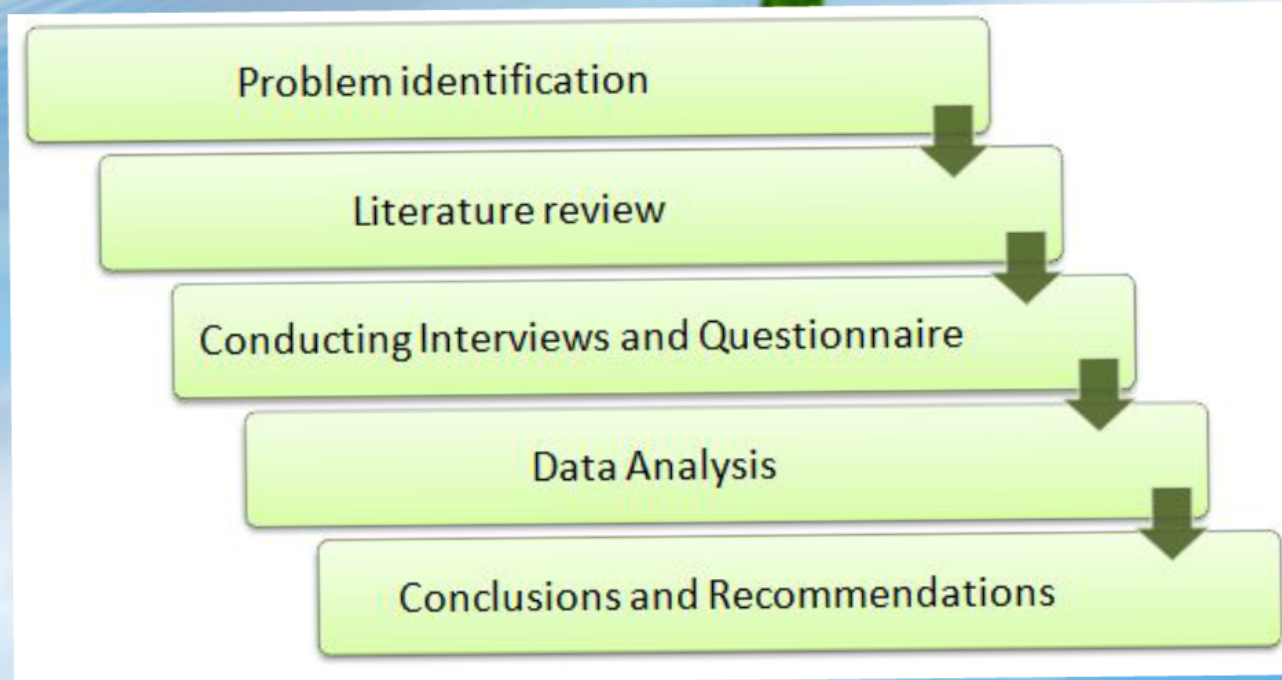 Problem identification
Literature review
Conducting Interviews and Questionnaire
Data Analysis
Conclusions and Recommendations